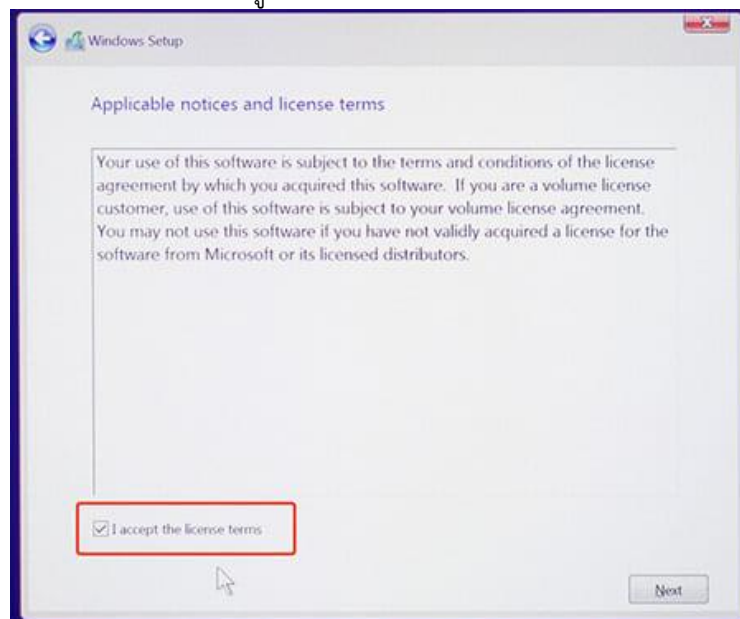 Windows Setup
Applicable notices and license terms
Your use of this software is subject to the terms and conditions of the license
agreement by which you acquired this software.  If you are a volume license
customer, use of this software is subject to your volume license agreement.
You may not use this software if you have not validly acquired a license for the
software from Microsoft or its licensed distributors.
I accept the license terms
Next